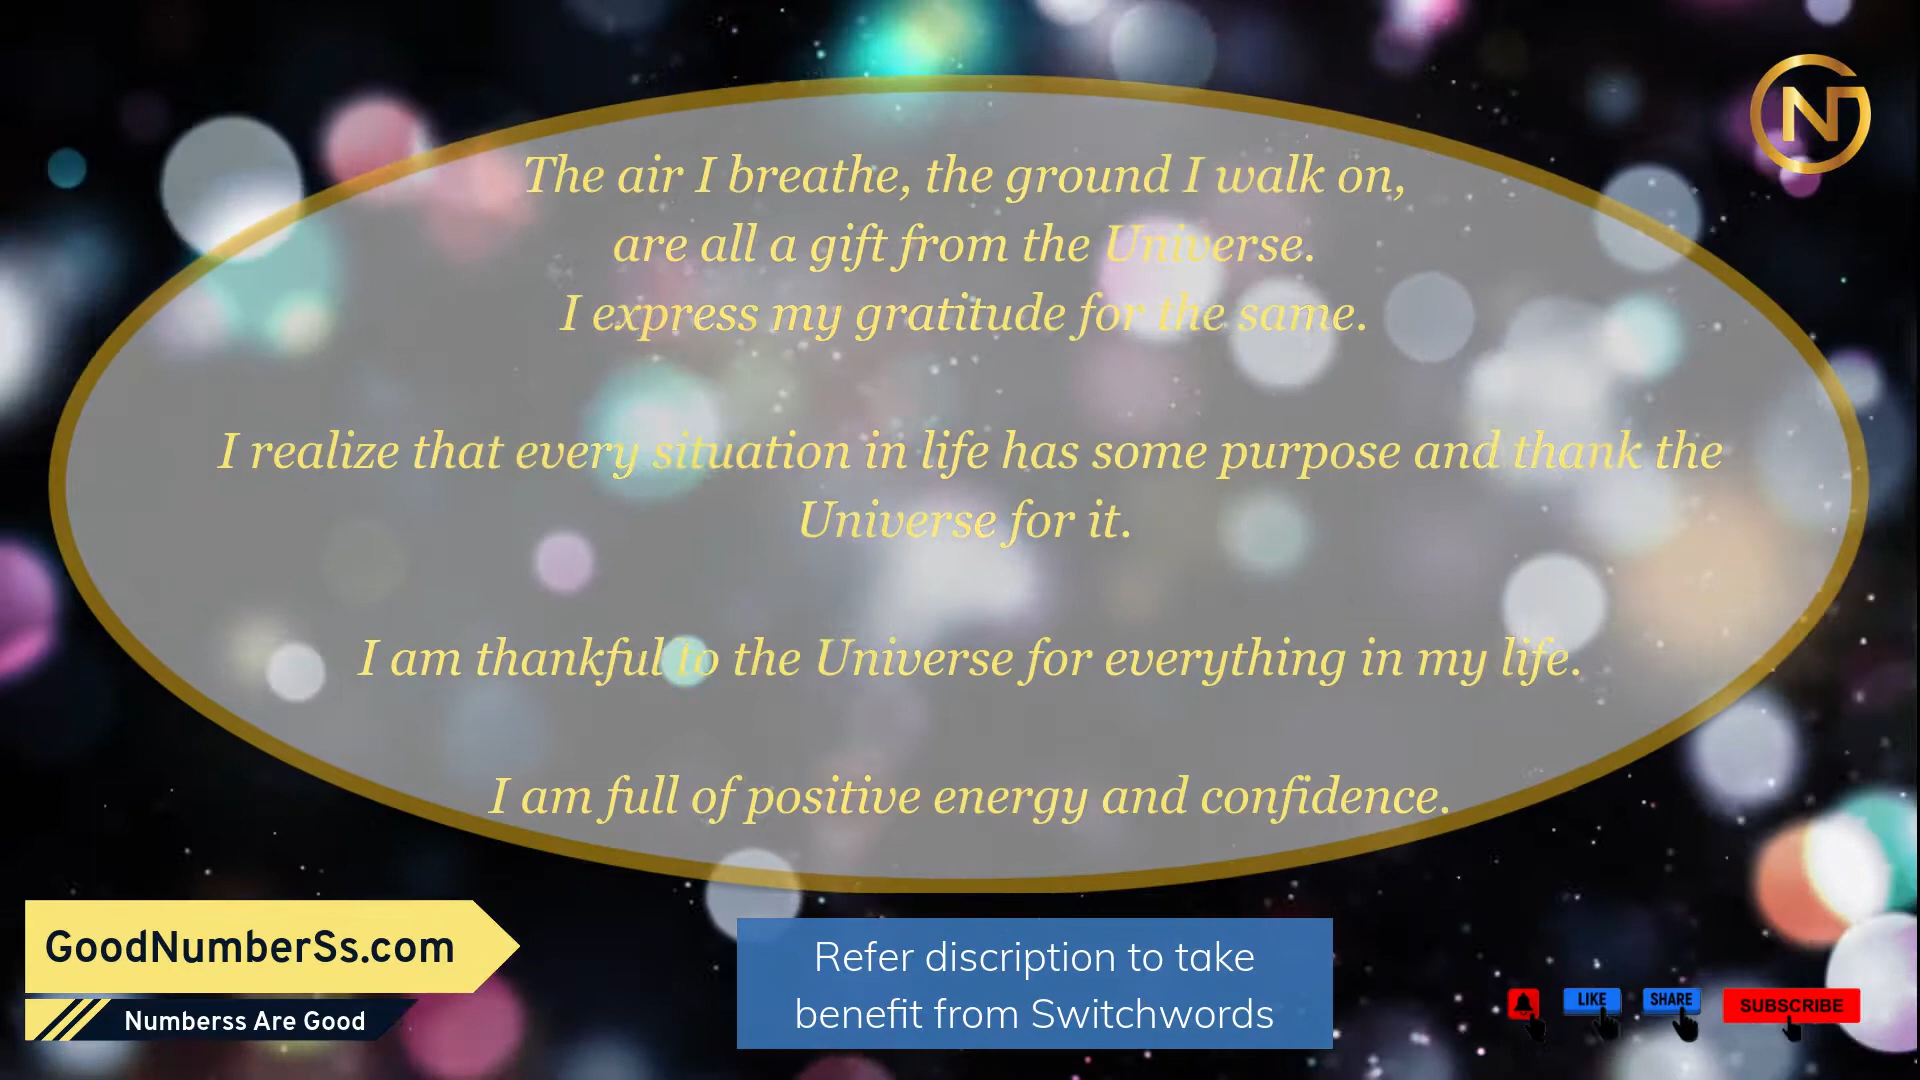 The air I breathe, the ground I walk on,
are all a gift from the Universe.
I express my gratitude for the same.
I realize that every situation in life has some purpose and thank the
Universe for it.
I am thankful to the Universe for everything in my life.
I am full of positive energy and confidence.
GoodNumberSs.com
Numberss Are Good
Refer discription to take
benefit from Switchwords
LIKE
SHARE
SUBSCRIBE
N